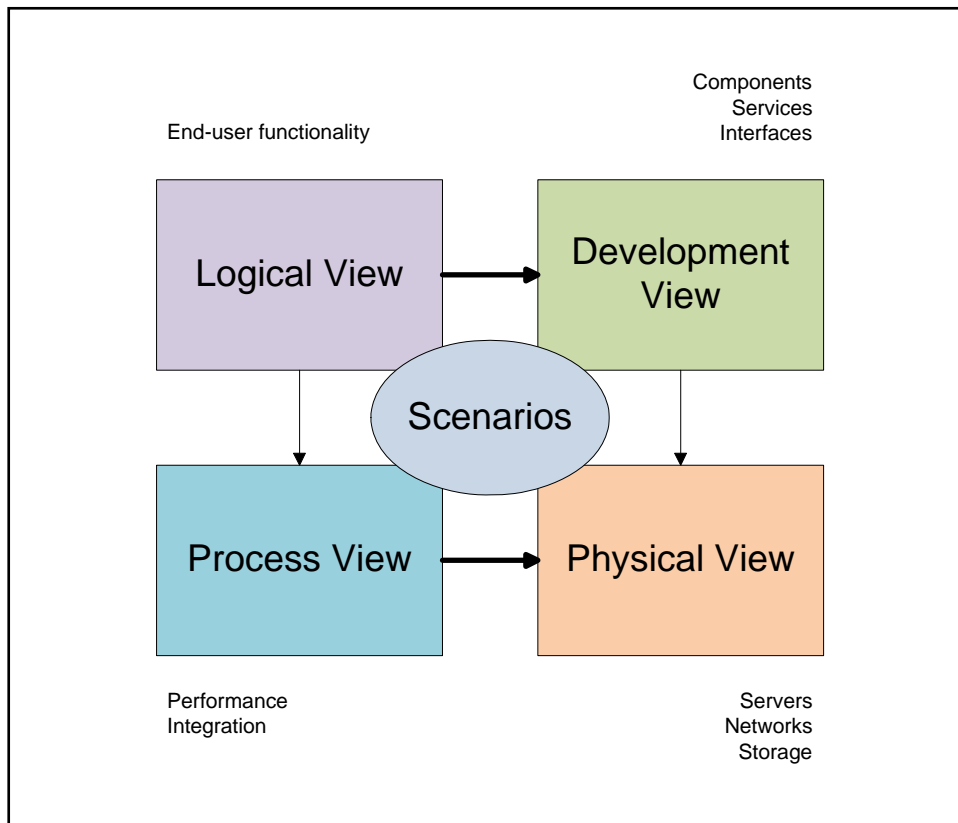 End-user functionality
Components
Services
Interfaces
Logical View
Development
View
Scenarios
Process View
Physical View
Performance
Integration
Servers
Networks
Storage